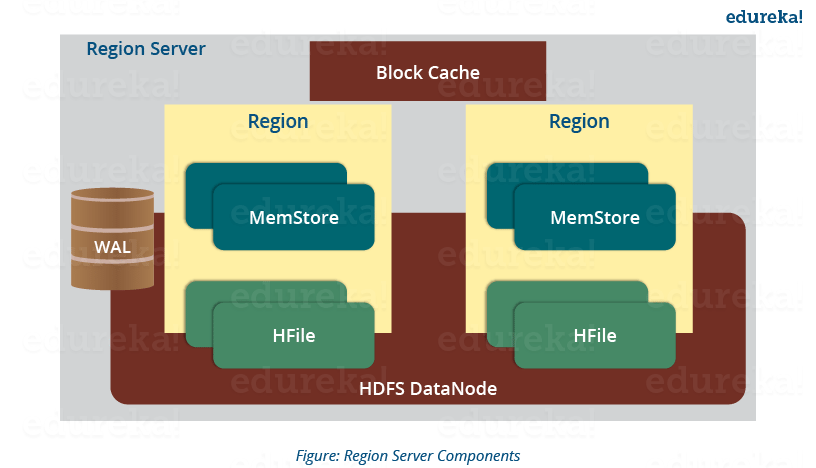 edureka!
Region Server
Block Cache
Region
Region
MemStore
MemStore
WAL
HFile
HFile
HDFS DataNode
Figure: Region Server Components